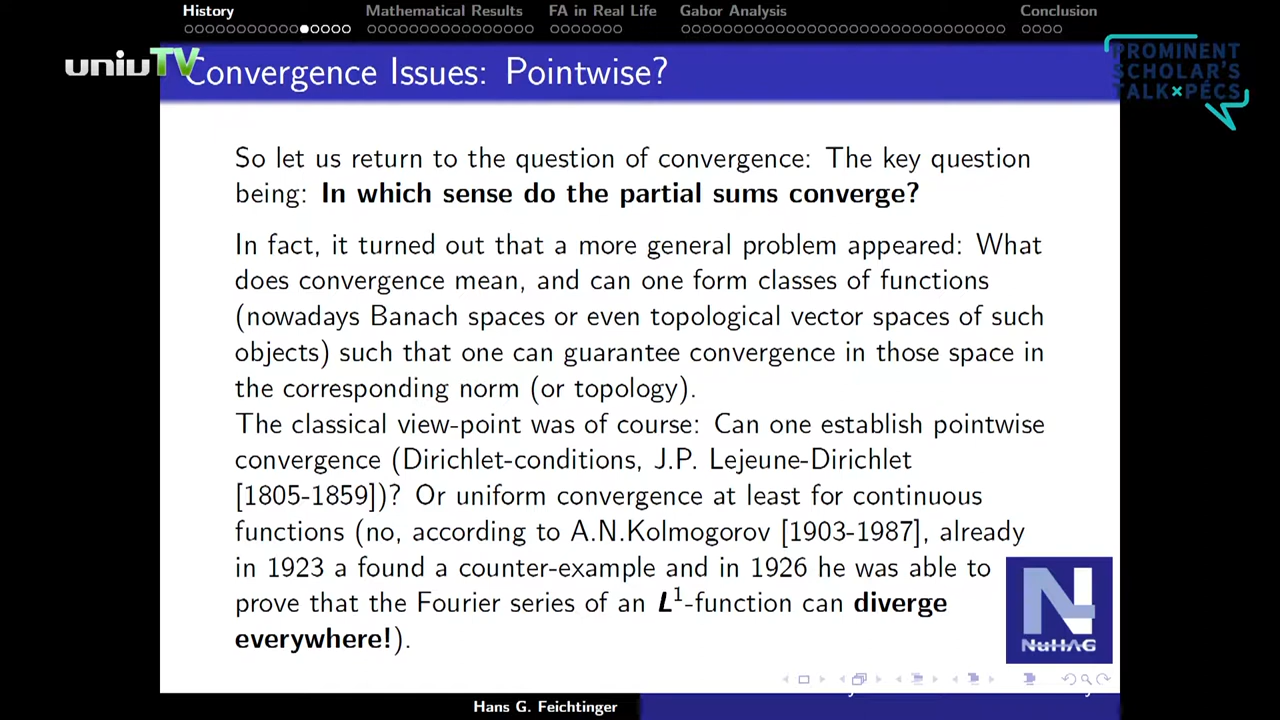 History
Mathematical Results
FA in Real Life
Gabor Analysis
Conclusion
uniuTV
PROMINENT
SCHOLAR'S
TALK×PÉCS
Convergence Issues: Pointwise?
So let us return to the question of convergence: The key question
being: In which sense do the partial sums converge?
In fact, it turned out that a more general problem appeared: What
does convergence mean, and can one form classes of functions
(nowadays Banach spaces or even topological vector spaces of such
objects) such that one can guarantee convergence in those space in
the corresponding norm (or topology).
The classical view-point was of course: Can one establish pointwise
convergence (Dirichlet-conditions, J.P. Lejeune-Dirichlet
[1805-1859])? Or uniform convergence at least for continuous
functions (no, according to A.N.Kolmogorov [1903-1987], already
in 1923 a found a counter-example and in 1926 he was able to
prove that the Fourier series of an L¹-function can diverge
everywhere!).
N
NuHAG
Hans G. Feichtinger